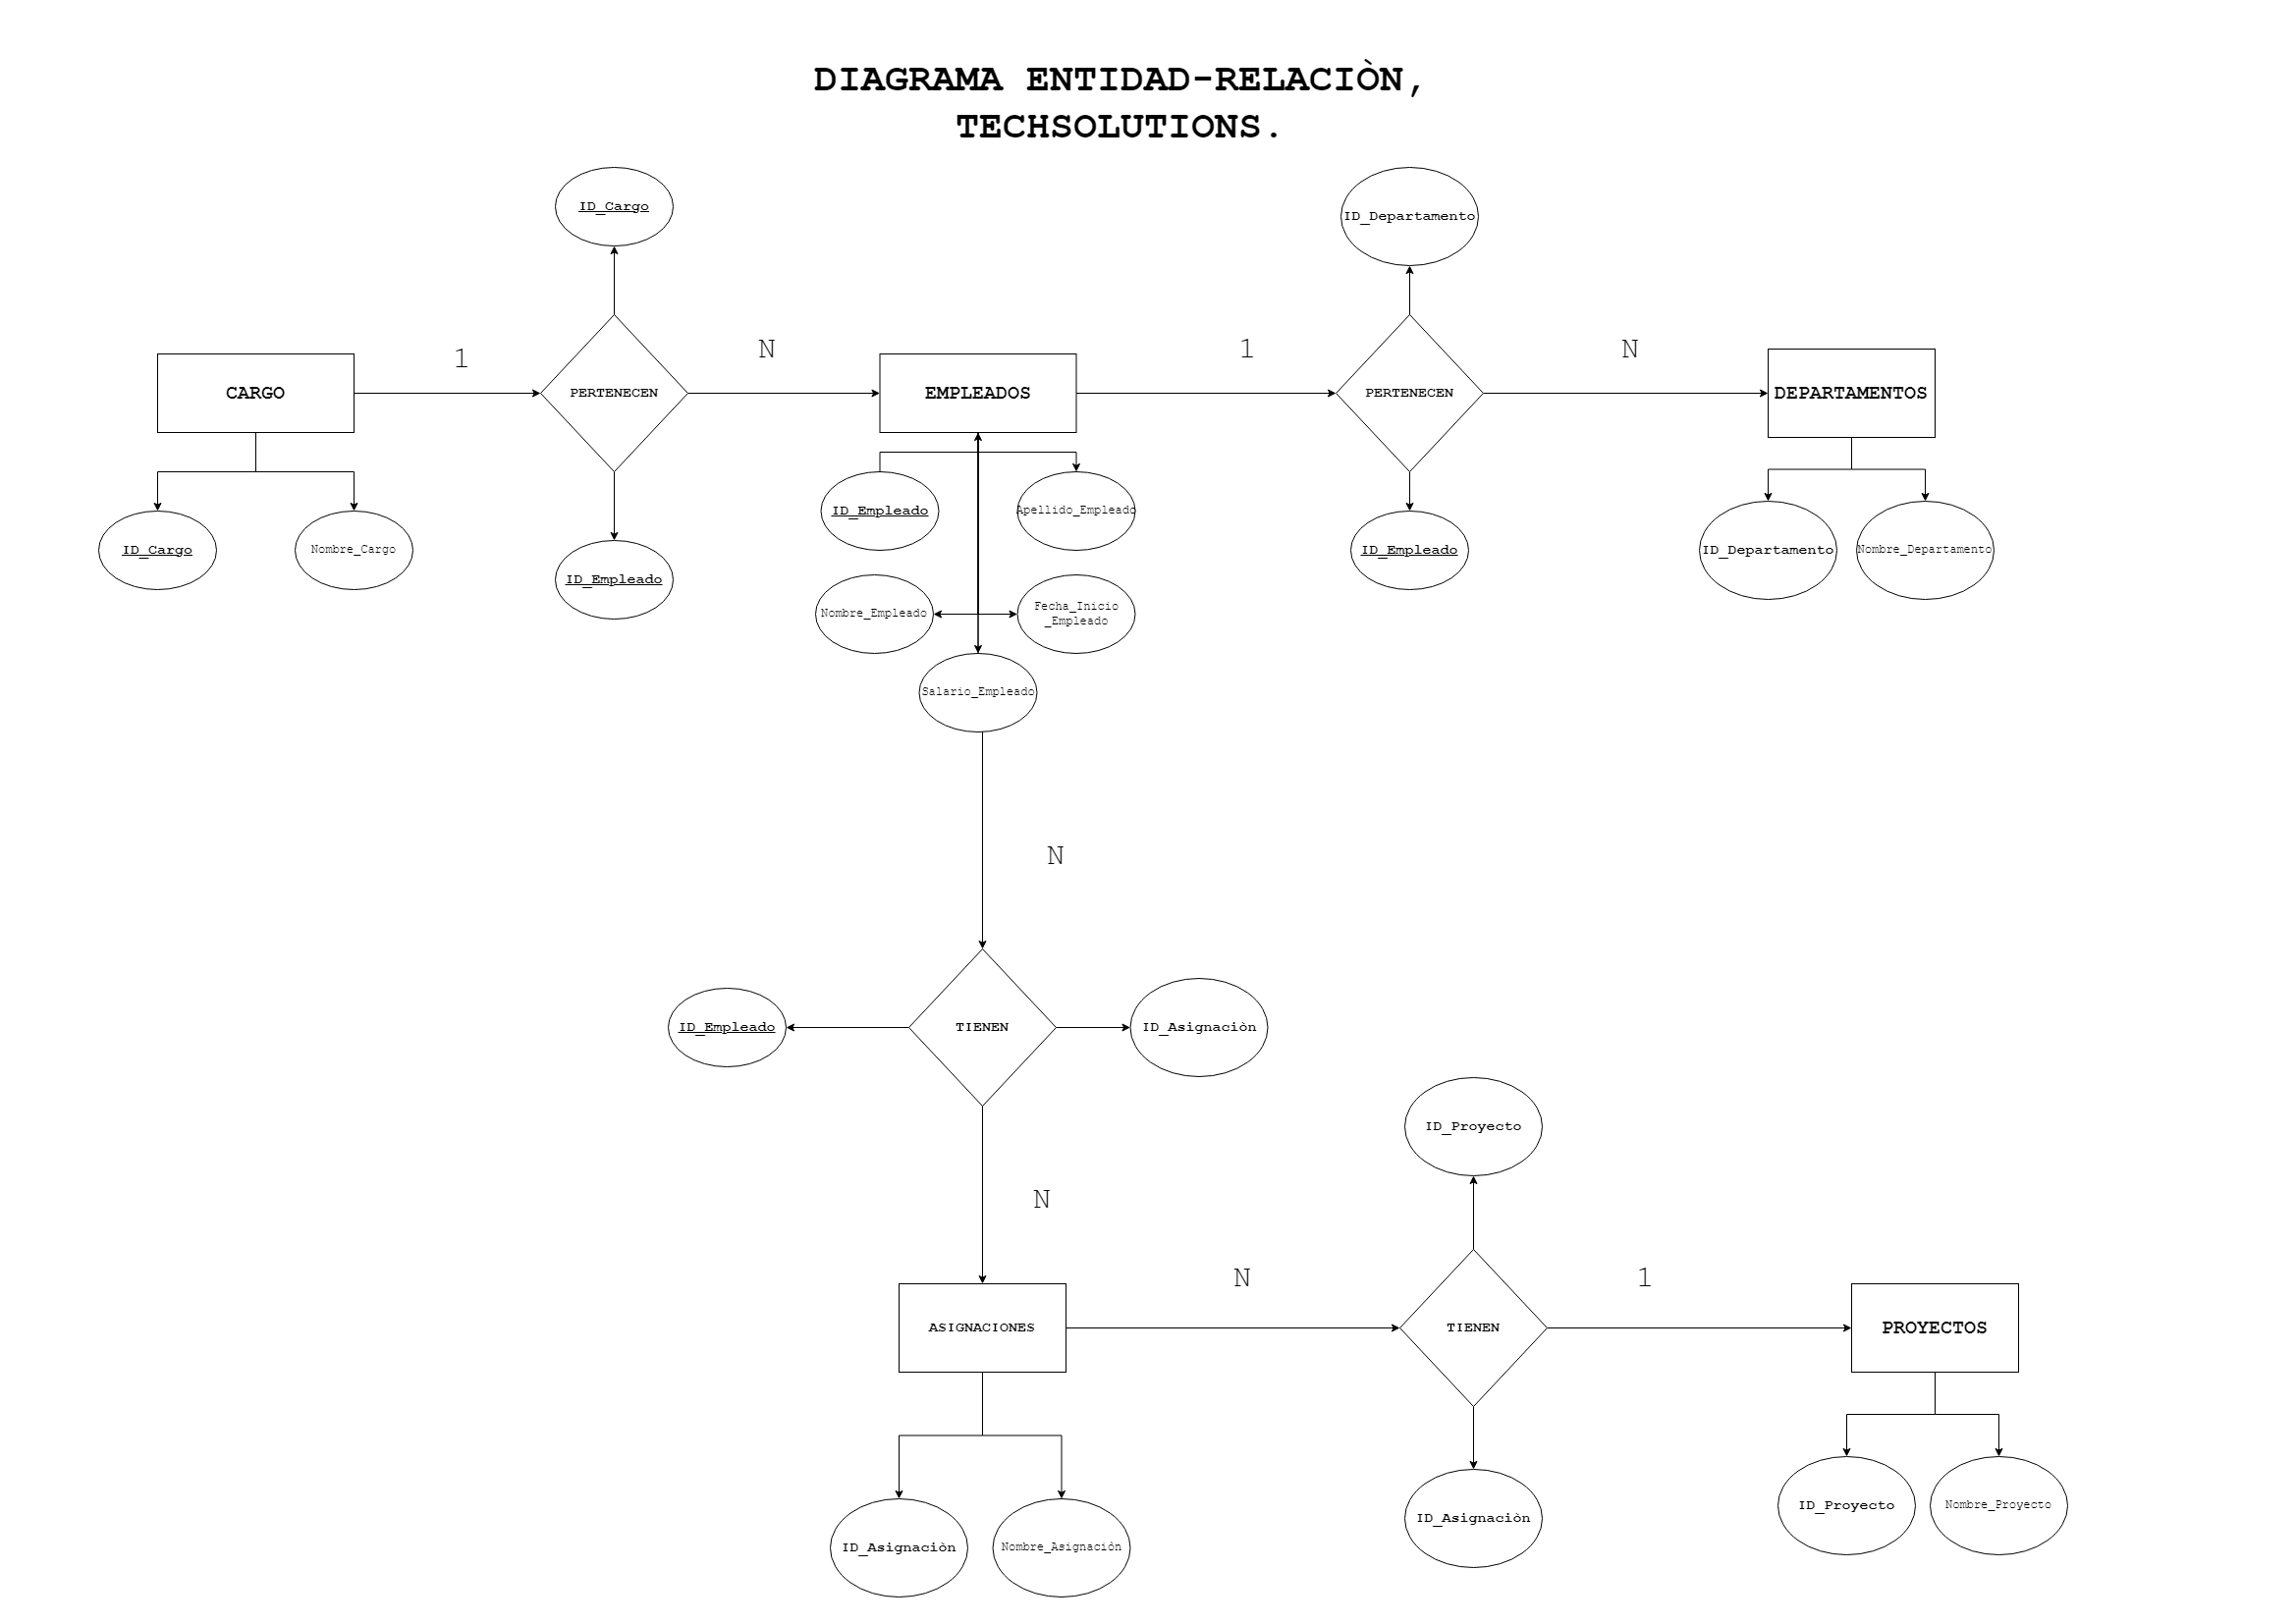 DIAGRAMA ENTIDAD-RELACIÒN,
TECHSOLUTIONS.
ID_Cargo
ID_Departamento
1
N
1
N
CARGO
PERTENECEN
EMPLEADOS
PERTENECEN
DEPARTAMENTOS
ID_Cargo
Nombre_Cargo
ID_Empleado
ID_Empleado
Apellido_Empleado
ID_Empleado
ID_Departamento
Nombre_Departamento
Nombre_Empleado
Fecha_Inicio
_Empleado
Salario_Empleado
N
ID_Empleado
TIENEN
ID_Asignaciòn
ID_Proyecto
N
N
1
ASIGNACIONES
TIENEN
PROYECTOS
ID_Asignaciòn
Nombre_Asignaciòn
ID_Asignaciòn
ID_Proyecto
Nombre_Proyecto